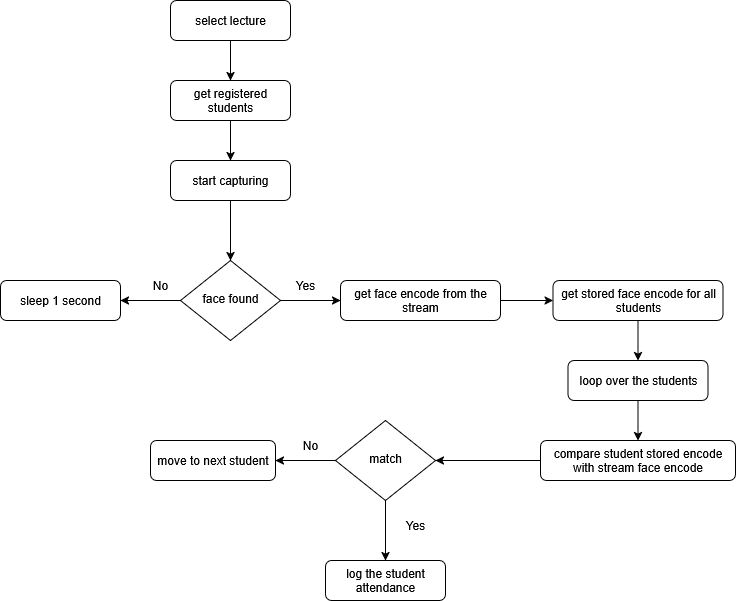 select lecture
get registered
students
start capturing
No
Yes
sleep 1 second
face found
get face encode from the
stream
get stored face encode for all
students
loop over the students
No
move to next student
match
compare student stored encode
with stream face encode
Yes
log the student
attendance